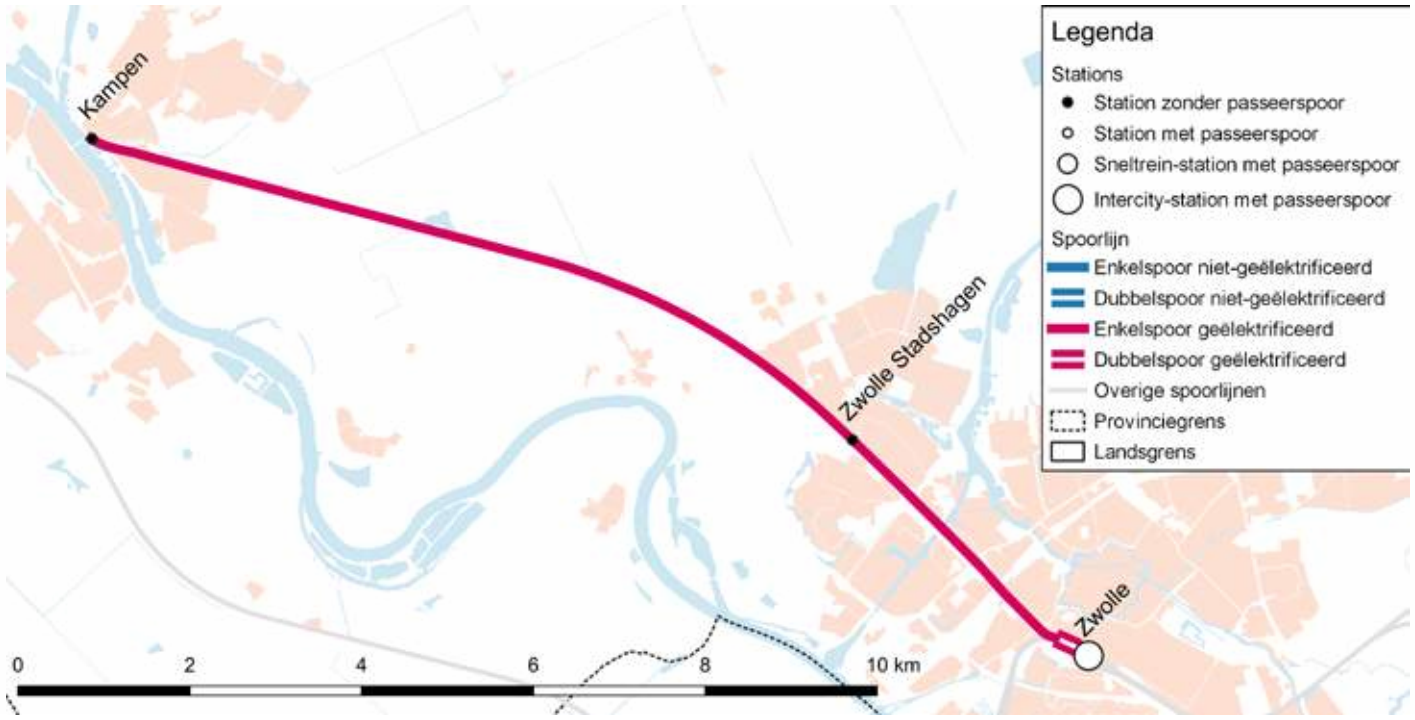 Kampen
Zwolle Stadshagen
Zwolle
0 2 4 6 8 10 km
Legenda
Stations
Station zonder passeerspoor
Station met passeerspoor
Sneltrein-station met passeerspoor
Intercity-station met passeerspoor
Spoorlijn
Enkelspoor niet-geëlektrificeerd
Dubbelspoor niet-geëlektrificeerd
Enkelspoor geëlektrificeerd
Dubbelspoor geëlektrificeerd
Overige spoorlijnen
Provinciegrens
Landsgrens